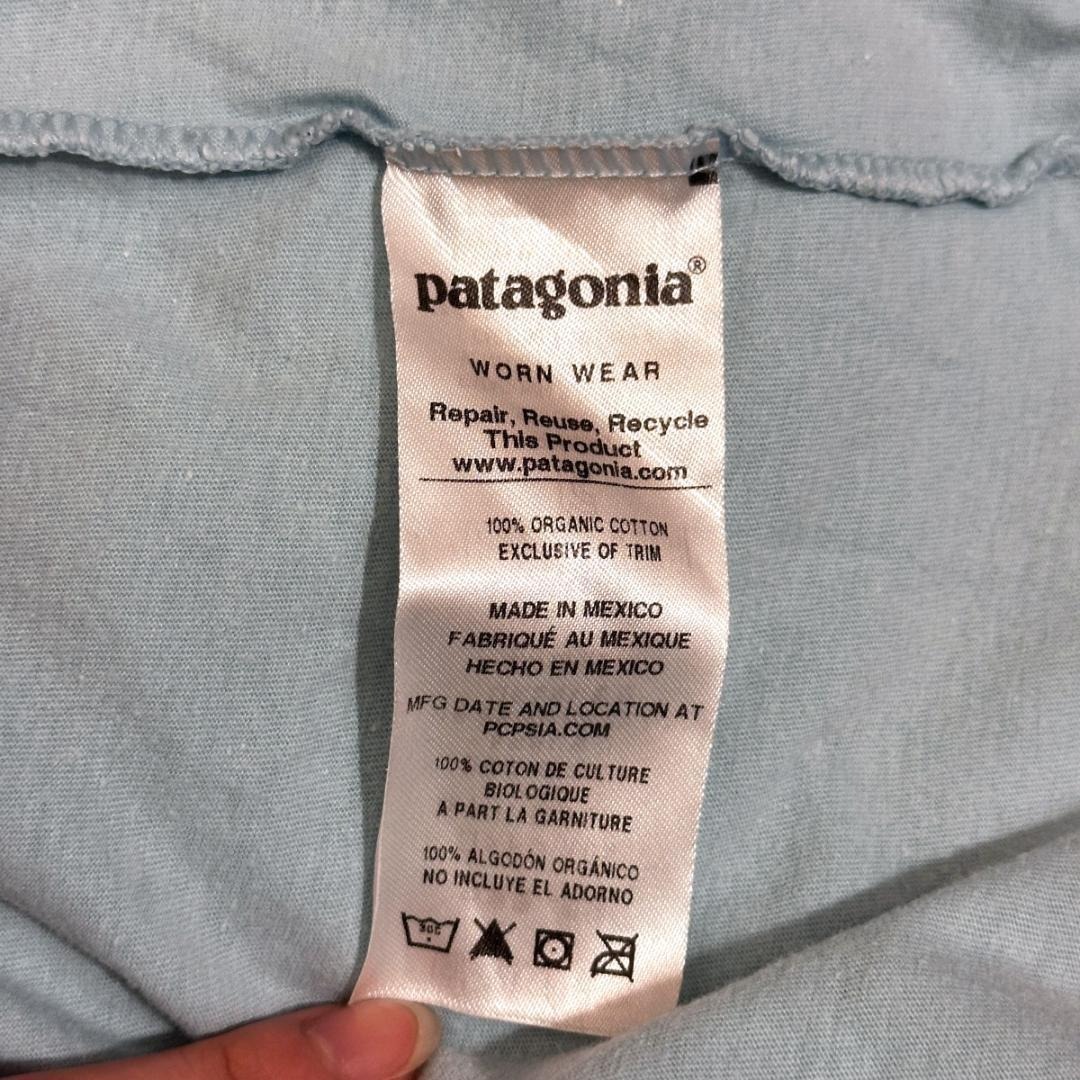 patagonia®
WORN WEAR
Repair, Reuse, Recycle
This Product
www.patagonia.com
100% ORGANIC COTTON
EXCLUSIVE OF TRIM
MADE IN MEXICO
FABRIQUÉ AU MEXIQUE
HECHO EN MEXICO
MFG DATE AND LOCATION AT
PCPSIA.COM
100% COTON DE CULTURE
BIOLOGIQUE
A PART LA GARNITURE
100% ALGODÓN ORGÁNICO
NO INCLUYE EL ADORNO
30C